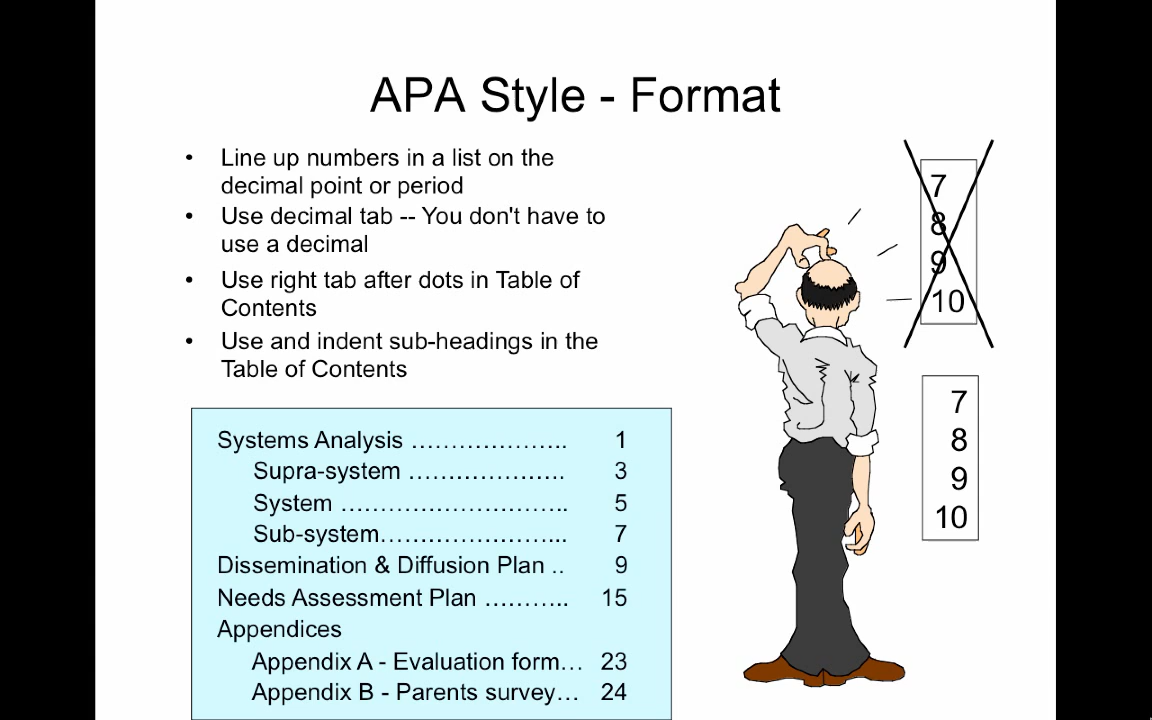 APA Style - Format
• Line up numbers in a list on the
decimal point or period
• Use decimal tab -- You don't have to
use a decimal
• Use right tab after dots in Table of
Contents
• Use and indent sub-headings in the
Table of Contents
Systems Analysis ……………….. 1
Supra-system ………………. 3
System …………………………... 5
Sub-system……………………... 7
Dissemination & Diffusion Plan .. 9
Needs Assessment Plan ……….. 15
Appendices
Appendix A - Evaluation form… 23
Appendix B - Parents survey… 24
7
8
9
10
7
8
9
10